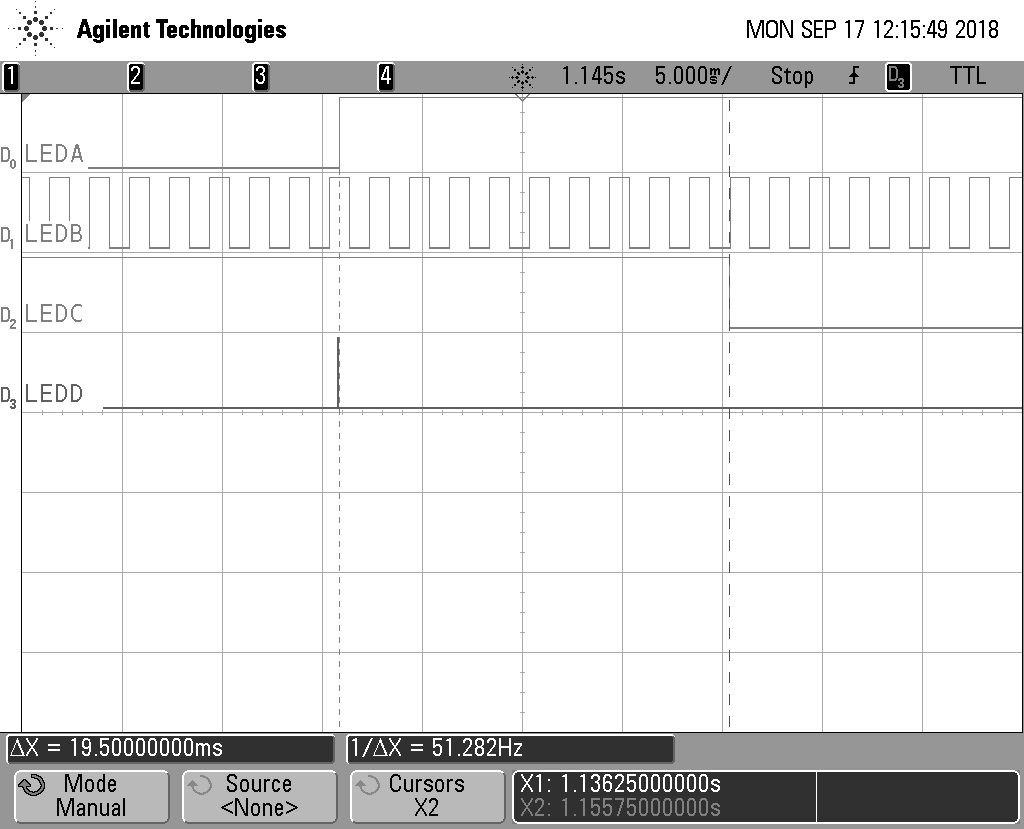 Agilent Technologies
MON SEP 17 12:15:49 2018
1 2 3 4 1.145s 5.000m/ Stop D3 TTL
D0 LEDA
D1 LEDB
D2 LEDC
D3 LEDD
ΔX = 19.50000000ms 1/ΔX = 51.282Hz
Mode Manual
Source <None>
Cursors X2
X1: 1.13625000000s
X2: 1.15575000000s